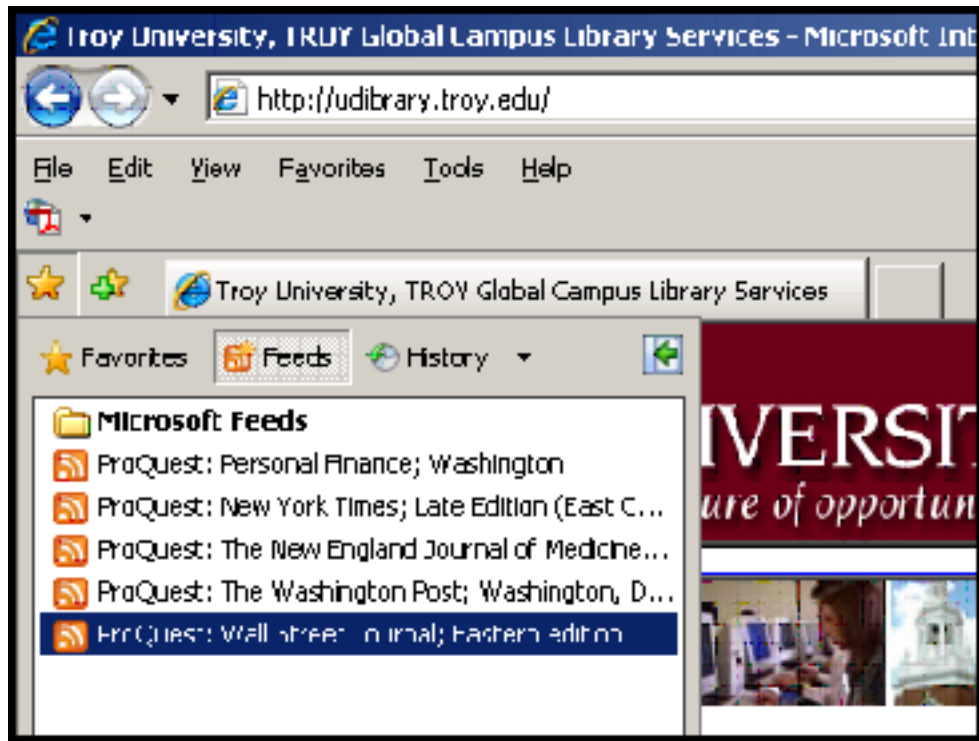 Troy University, TROY Global Campus Library Services - Microsoft Int
http://udibrary.troy.edu/
File Edit View Favorites Tools Help
Troy University, TROY Global Campus Library Services
Favorites Feeds History
Microsoft Feeds
ProQuest: Personal Finance; Washington
ProQuest: New York Times; Late Edition (East C...
ProQuest: The New England Journal of Medicine...
ProQuest: The Washington Post; Washington, D...
ProQuest: Wall Street Journal; Eastern edition
IVERSIT
ure of opportun